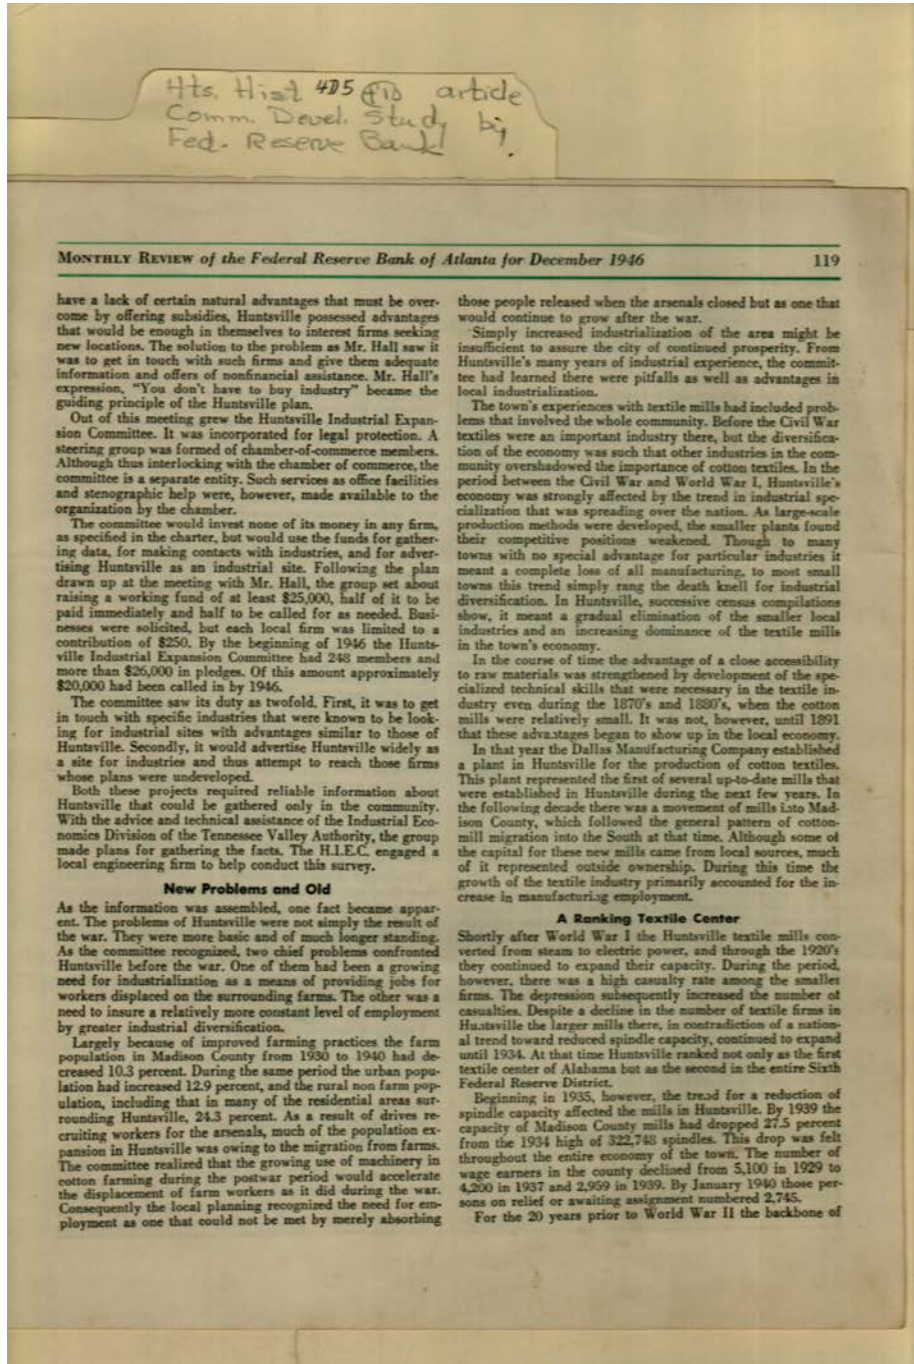 Hts. Hist 4D5 article
Comm. Devel. Study by
Fed. Reserve Bank
MONTHLY REVIEW of the Federal Reserve Bank of Atlanta for December 1946 119
have a lack of certain natural advantages that must be over-
come by offering subsidies, Huntsville possessed advantages
that would be enough in themselves to interest firms seeking
new locations. The solution to the problem as Mr. Hall saw it
was to get in touch with such firms and give them adequate
information and offers of nonfinancial assistance. Mr. Hall's
expression, "You don't have to buy industry" became the
guiding principle of the Huntsville plan.
Out of this meeting grew the Huntsville Industrial Expan-
sion Committee. It was incorporated for legal protection. A
steering group was formed of chamber-of-commerce members.
Although thus interlocking with the chamber of commerce, the
committee is a separate entity. Such services as office facilities
and stenographic help were, however, made available to the
organization by the chamber.
The committee would invest none of its money in any firm,
as specified in the charter, but would use the funds for gather-
ing data, for making contacts with industries, and for adver-
tising Huntsville as an industrial site. Following the plan
drawn up at the meeting with Mr. Hall, the group set about
raising a working fund of at least $25,000, half of it to be
paid immediately and half to be called for as needed. Busi-
nesses were solicited, but each local firm was limited to a
contribution of $250. By the beginning of 1946 the Hunts-
ville Industrial Expansion Committee had 248 members and
more than $26,000 in pledges. Of this amount approximately
$20,000 had been called in by 1946.
The committee saw its duty as twofold. First, it was to get
in touch with specific industries that were known to be look-
ing for industrial sites with advantages similar to those of
Huntsville. Secondly, it would advertise Huntsville widely as
a site for industries and thus attempt to reach those firms
whose plans were undeveloped.
Both these projects required reliable information about
Huntsville that could be gathered only in the community.
With the advice and technical assistance of the Industrial Eco-
nomics Division of the Tennessee Valley Authority, the group
made plans for gathering the facts. The H.I.E.C. engaged a
local engineering firm to help conduct this survey.
New Problems and Old
As the information was assembled, one fact became appar-
ent. The problems of Huntsville were not simply the result of
the war. They were more basic and of much longer standing.
As the committee recognized, two chief problems confronted
Huntsville before the war. One of them had been a growing
need for industrialization as a means of providing jobs for
workers displaced on the surrounding farms. The other was a
need to insure a relatively more constant level of employment
by greater industrial diversification.
Largely because of improved farming practices the farm
population in Madison County from 1930 to 1940 had de-
creased 10.3 percent. During the same period the urban popu-
lation had increased 12.9 percent, and the rural non farm pop-
ulation, including that in many of the residential areas sur-
rounding Huntsville, 24.3 percent. As a result of drives re-
cruiting workers for the arsenals, much of the population ex-
pansion in Huntsville was owing to the migration from farms.
The committee realized that the growing use of machinery in
cotton farming during the postwar period would accelerate
the displacement of farm workers as it did during the war.
Consequently the local planning recognized the need for em-
ployment as one that could not be met by merely absorbing
those people released when the arsenals closed but as one that
would continue to grow after the war.
Simply increased industrialization of the area might be
insufficient to assure the city of continued prosperity. From
Huntsville's many years of industrial experience, the commit-
tee had learned there were pitfalls as well as advantages in
local industrialization.
The town's experiences with textile mills had included prob-
lems that involved the whole community. Before the Civil War
textiles were an important industry there, but the diversifica-
tion of the economy was such that other industries in the com-
munity overshadowed the importance of cotton textiles. In the
period between the Civil War and World War I, Huntsville's
economy was strongly affected by the trend in industrial spe-
cialization that was spreading over the nation. As large-scale
production methods were developed, the smaller plants found
their competitive positions weakened. Though to many
towns with no special advantage for particular industries it
meant a complete loss of all manufacturing, to most small
towns this trend simply rang the death knell for industrial
diversification. In Huntsville, successive census compilations
show, it meant a gradual elimination of the smaller local
industries and an increasing dominance of the textile mills
in the town's economy.
In the course of time the advantage of a close accessibility
to raw materials was strengthened by development of the spe-
cialized technical skills that were necessary in the textile in-
dustry even during the 1870's and 1880's, when the cotton
mills were relatively small. It was not, however, until 1891
that these advantages began to show up in the local economy.
In that year the Dallas Manufacturing Company established
a plant in Huntsville for the production of cotton textiles.
This plant represented the first of several up-to-date mills that
were established in Huntsville during the next few years. In
the following decade there was a movement of mills into Mad-
ison County, which followed the general pattern of cotton-
mill migration into the South at that time. Although some of
the capital for these new mills came from local sources, much
of it represented outside ownership. During this time the
growth of the textile industry primarily accounted for the in-
crease in manufacturing employment.
A Ranking Textile Center
Shortly after World War I the Huntsville textile mills con-
verted from steam to electric power, and through the 1920's
they continued to expand their capacity. During the period,
however, there was a high casualty rate among the smaller
firms. The depression subsequently increased the number of
casualties. Despite a decline in the number of textile firms in
Huntsville the larger mills there, in contradiction of a nation-
al trend toward reduced spindle capacity, continued to expand
until 1934. At that time Huntsville ranked not only as the first
textile center of Alabama but as the second in the entire Sixth
Federal Reserve District.
Beginning in 1935, however, the trend for a reduction of
spindle capacity affected the mills in Huntsville. By 1939 the
capacity of Madison County mills had dropped 27.5 percent
from the 1934 high of 322,748 spindles. This drop was felt
throughout the entire economy of the town. The number of
wage earners in the county declined from 5,100 in 1929 to
4,200 in 1937 and 2,959 in 1939. By January 1940 those per-
sons on relief or awaiting assignment numbered 2,745.
For the 20 years prior to World War II the backbone of